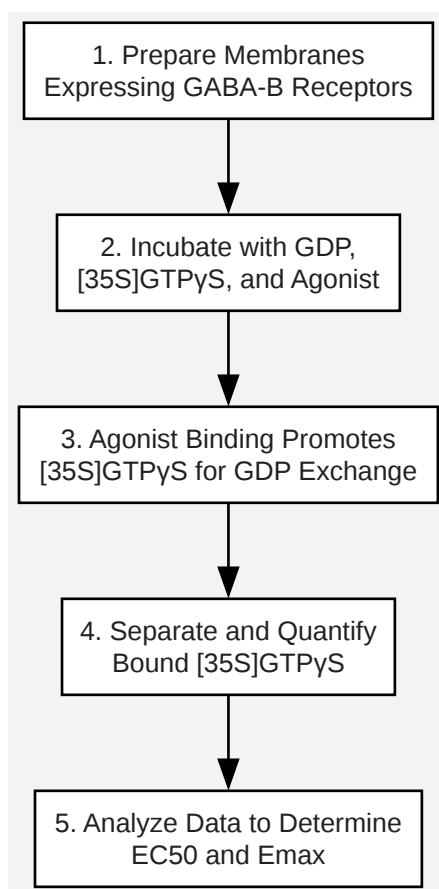 1. Prepare Membranes
Expressing GABA-B Receptors
2. Incubate with GDP,
[35S]GTPγS, and Agonist
3. Agonist Binding Promotes
[35S]GTPγS for GDP Exchange
4. Separate and Quantify
Bound [35S]GTPγS
5. Analyze Data to Determine
EC50 and Emax